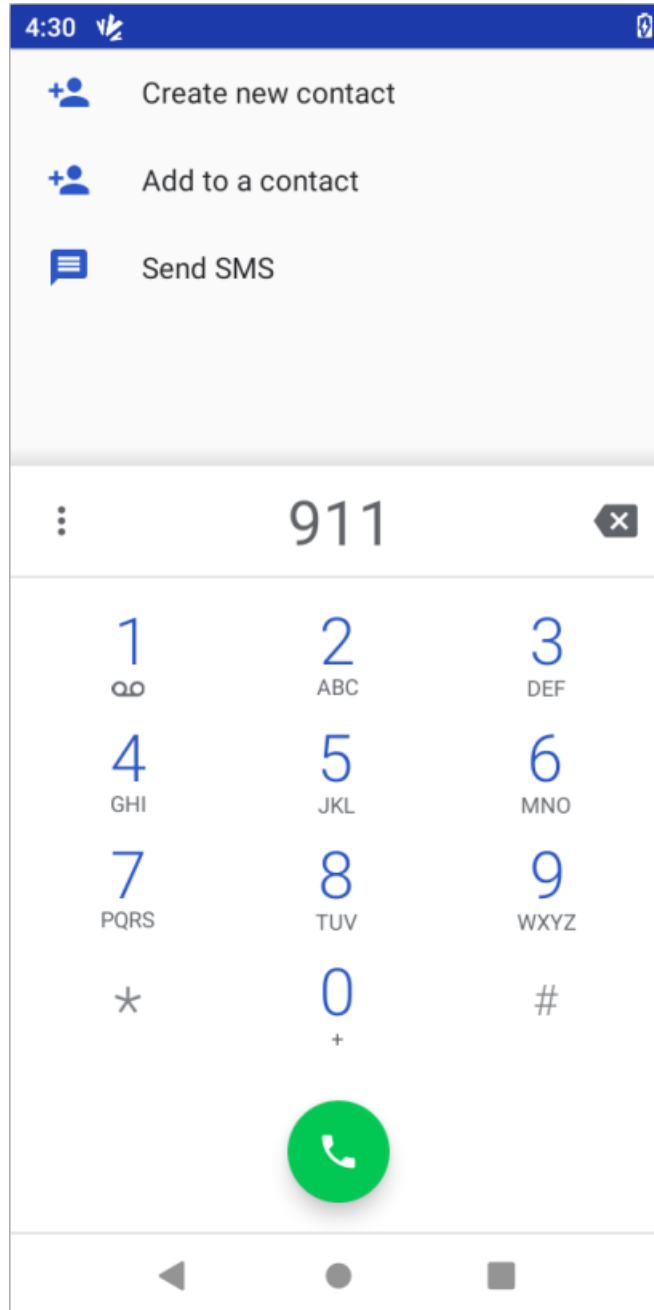 4:30
Create new contact
Add to a contact
Send SMS
911
1 2 3
ABC DEF
4 5 6
GHI JKL MNO
7 8 9
PQRS TUV WXYZ
* 0 #
+